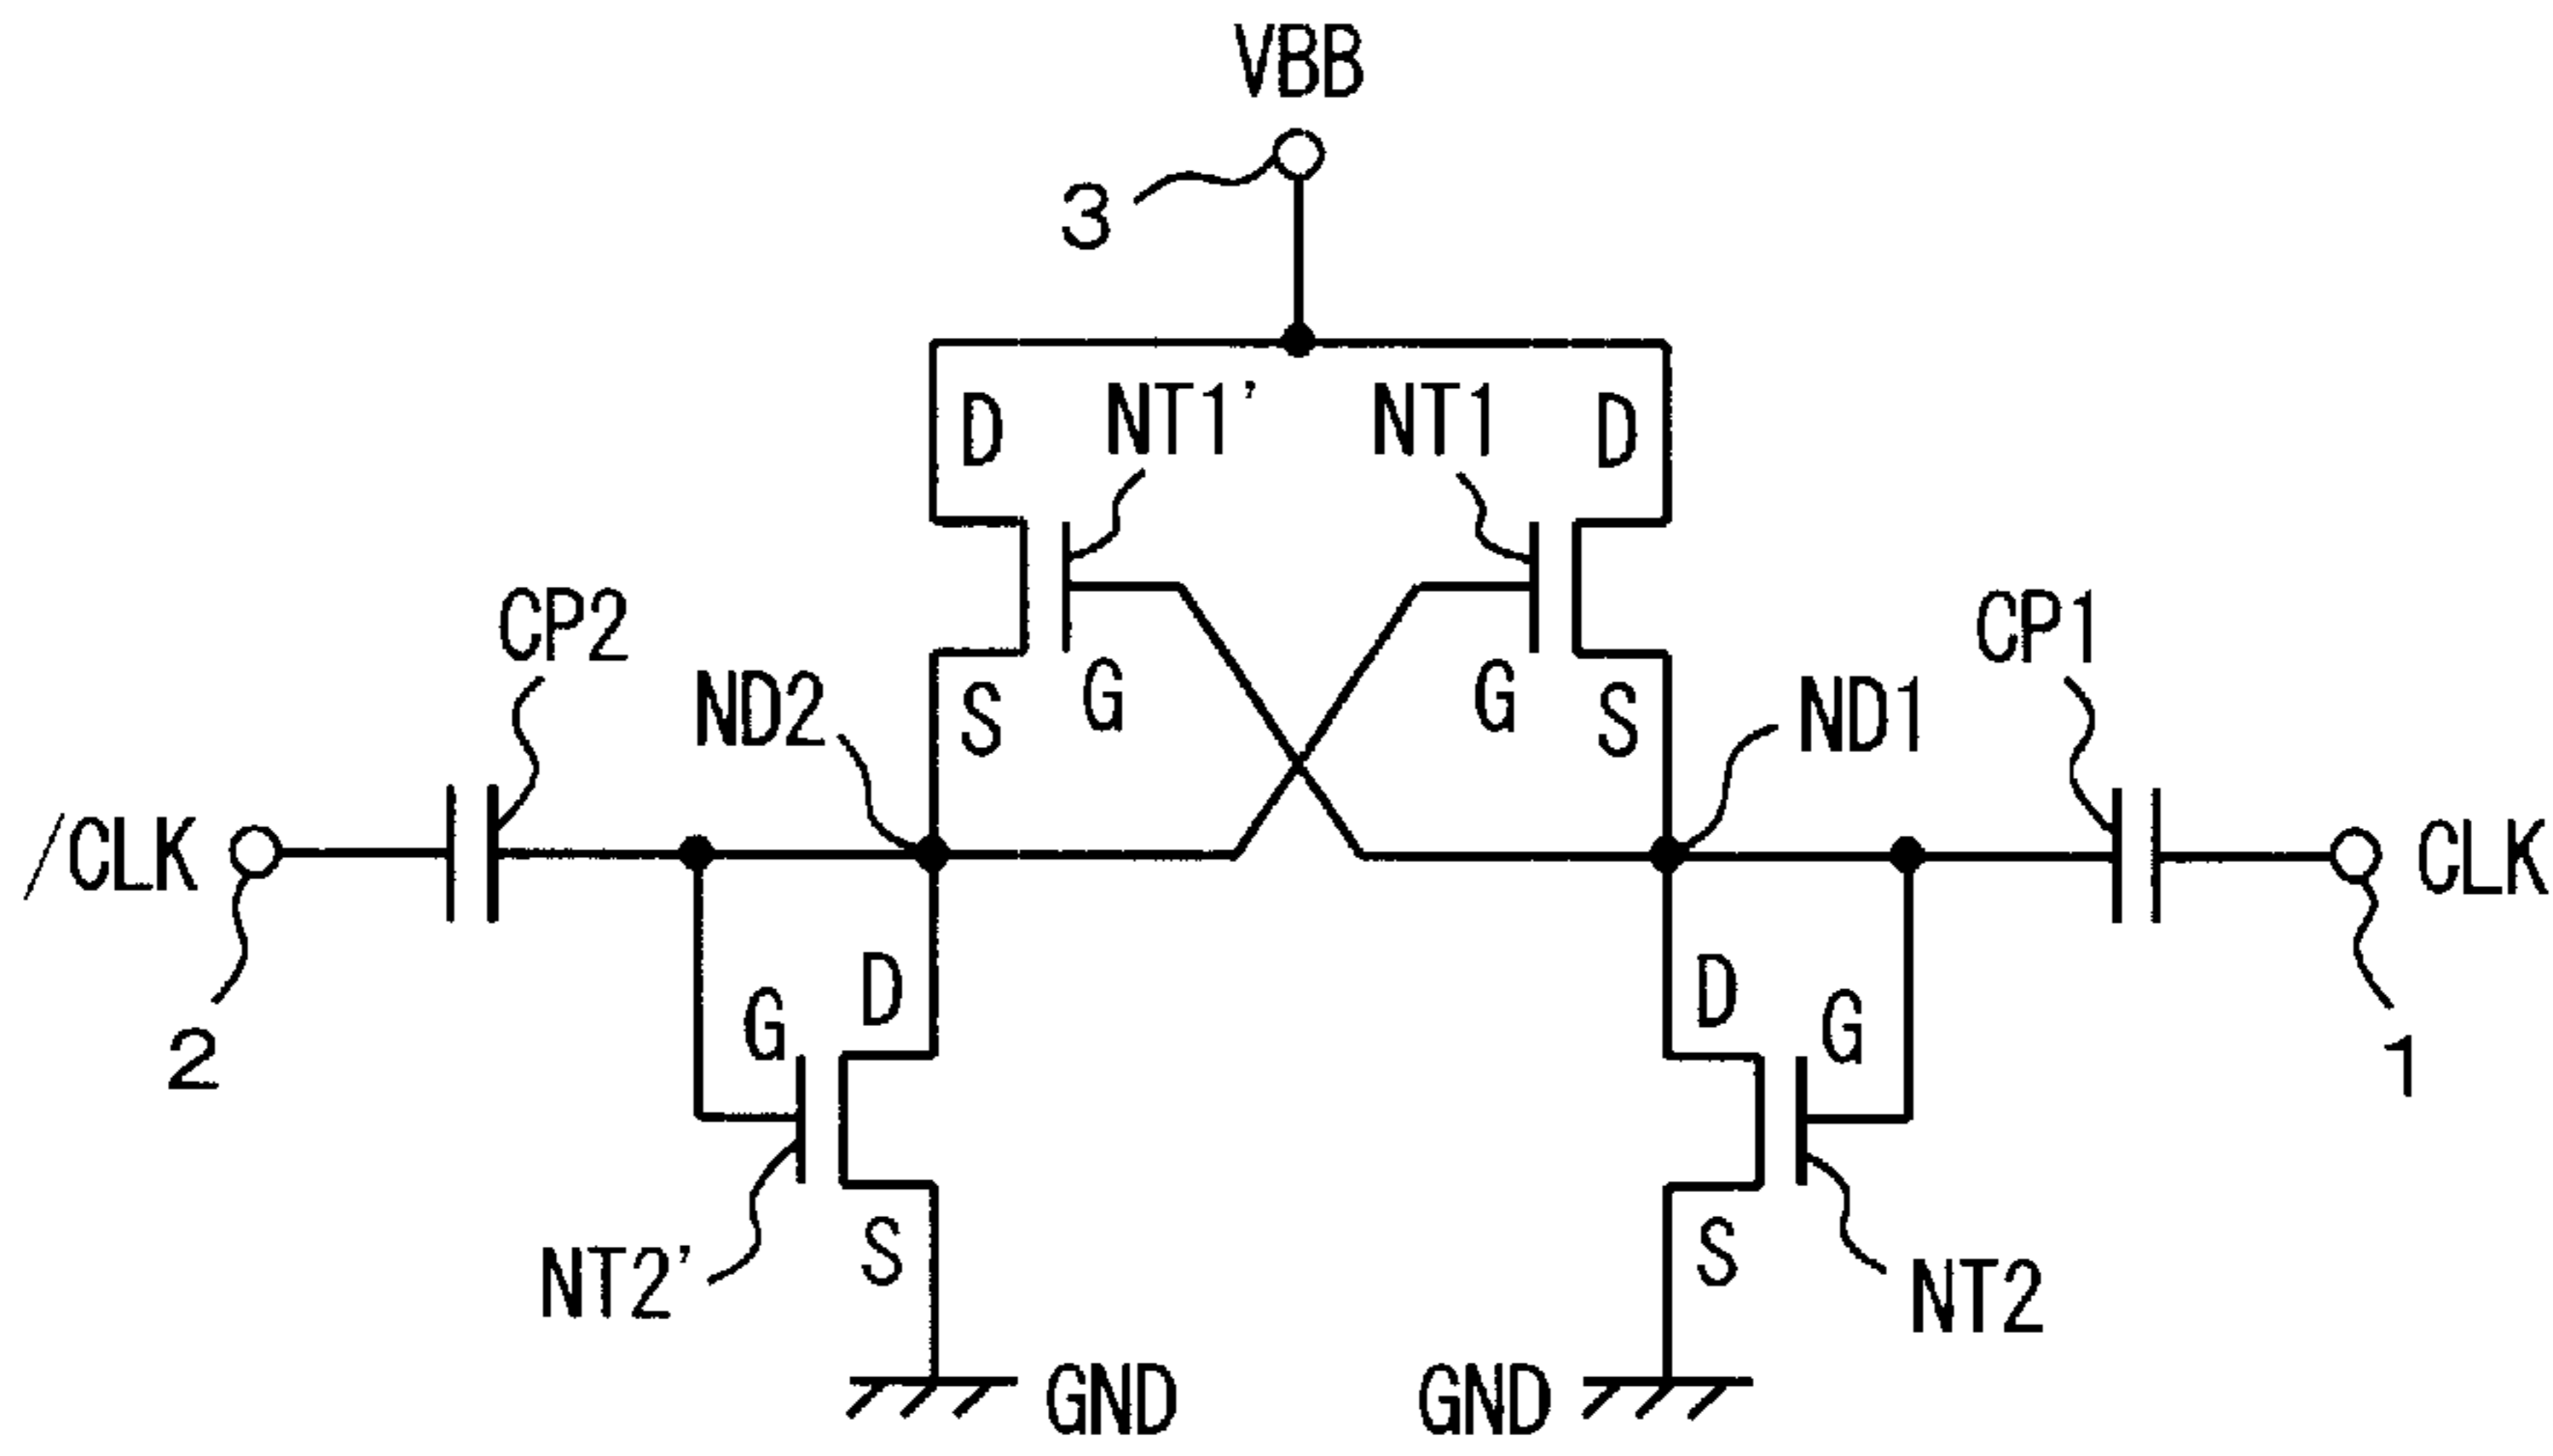 VBB
3
D
NT1'
NT1
D
CP2
ND2
S
G
G
S
ND1
CP1
/CLK
CLK
2
G
D
D
G
1
NT2'
S
S
NT2
GND
GND